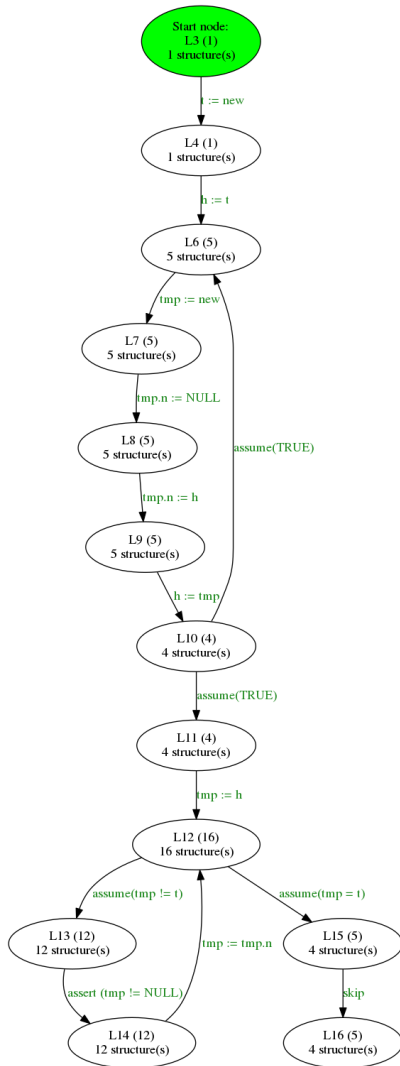 Start node:
L3 (1)
1 structure(s)
t := new
L4 (1)
1 structure(s)
h := t
L6 (5)
5 structure(s)
tmp := new
L7 (5)
5 structure(s)
tmp.n := NULL
L8 (5)
5 structure(s)
assume(TRUE)
tmp.n := h
L9 (5)
5 structure(s)
h := tmp
L10 (4)
4 structure(s)
assume(TRUE)
L11 (4)
4 structure(s)
tmp := h
L12 (16)
16 structure(s)
assume(tmp != t)
assume(tmp = t)
L13 (12)
12 structure(s)
tmp := tmp.n
L15 (5)
4 structure(s)
assert (tmp != NULL)
skip
L14 (12)
12 structure(s)
L16 (5)
4 structure(s)